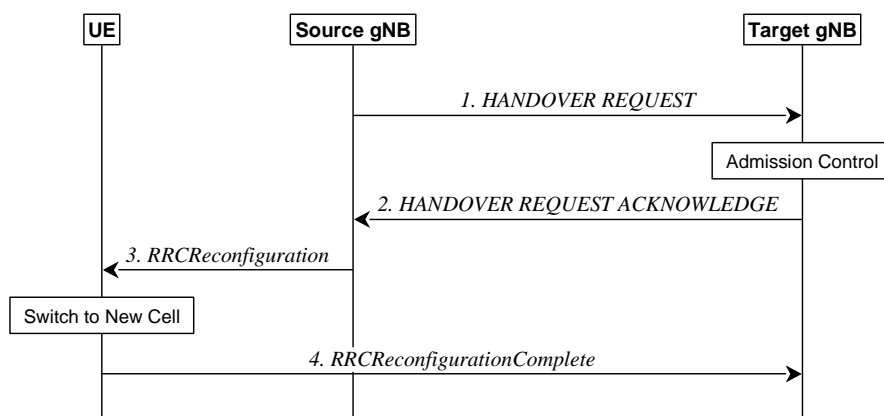 UE
Source gNB
Target gNB
1. HANDOVER REQUEST
Admission Control
2. HANDOVER REQUEST ACKNOWLEDGE
3. RRCReconfiguration
Switch to New Cell
4. RRCReconfigurationComplete